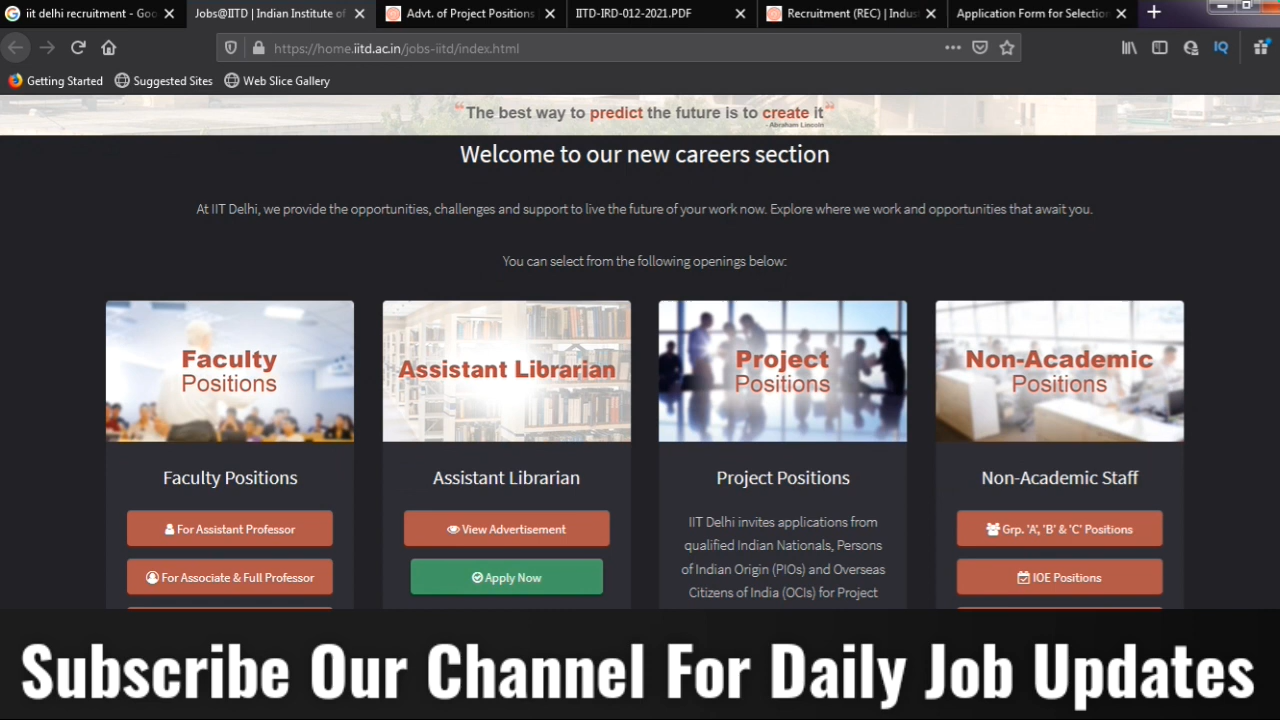 iit delhi recruitment - Goo
Jobs@IITD | Indian Institute of
Advt. of Project Positions |
IITD-IRD-012-2021.PDF
Recruitment (REC) | Indust
Application Form for Selection
https://home.iitd.ac.in/jobs-iitd/index.html
IQ
Getting Started
Suggested Sites
Web Slice Gallery
“The best way to predict the future is to create it”
- Abraham Lincoln
Welcome to our new careers section
At IIT Delhi, we provide the opportunities, challenges and support to live the future of your work now. Explore where we work and opportunities that await you.
You can select from the following openings below:
Faculty
Positions
Faculty Positions
For Assistant Professor
For Associate & Full Professor
Assistant Librarian
Assistant Librarian
View Advertisement
Apply Now
Project
Positions
Project Positions
IIT Delhi invites applications from
qualified Indian Nationals, Persons
of Indian Origin (PIOs) and Overseas
Citizens of India (OCIs) for Project
Non-Academic
Positions
Non-Academic Staff
Grp. 'A', 'B' & 'C' Positions
IOE Positions
Subscribe Our Channel For Daily Job Updates